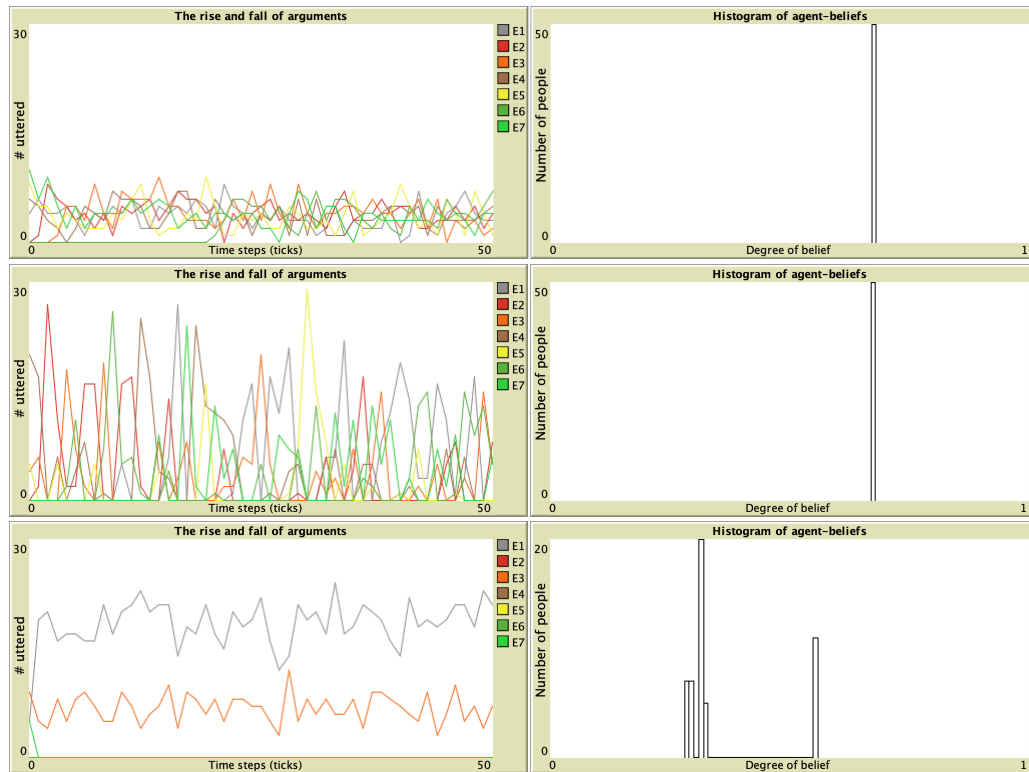 The rise and fall of arguments
30
# uttered
0
0
Time steps (ticks)
50
E1
E2
E3
E4
E5
E6
E7
Histogram of agent-beliefs
50
Number of people
0
0
Degree of belief
1
The rise and fall of arguments
30
# uttered
0
0
Time steps (ticks)
50
E1
E2
E3
E4
E5
E6
E7
Histogram of agent-beliefs
50
Number of people
0
0
Degree of belief
1
The rise and fall of arguments
30
# uttered
0
0
Time steps (ticks)
50
E1
E2
E3
E4
E5
E6
E7
Histogram of agent-beliefs
20
Number of people
0
0
Degree of belief
1